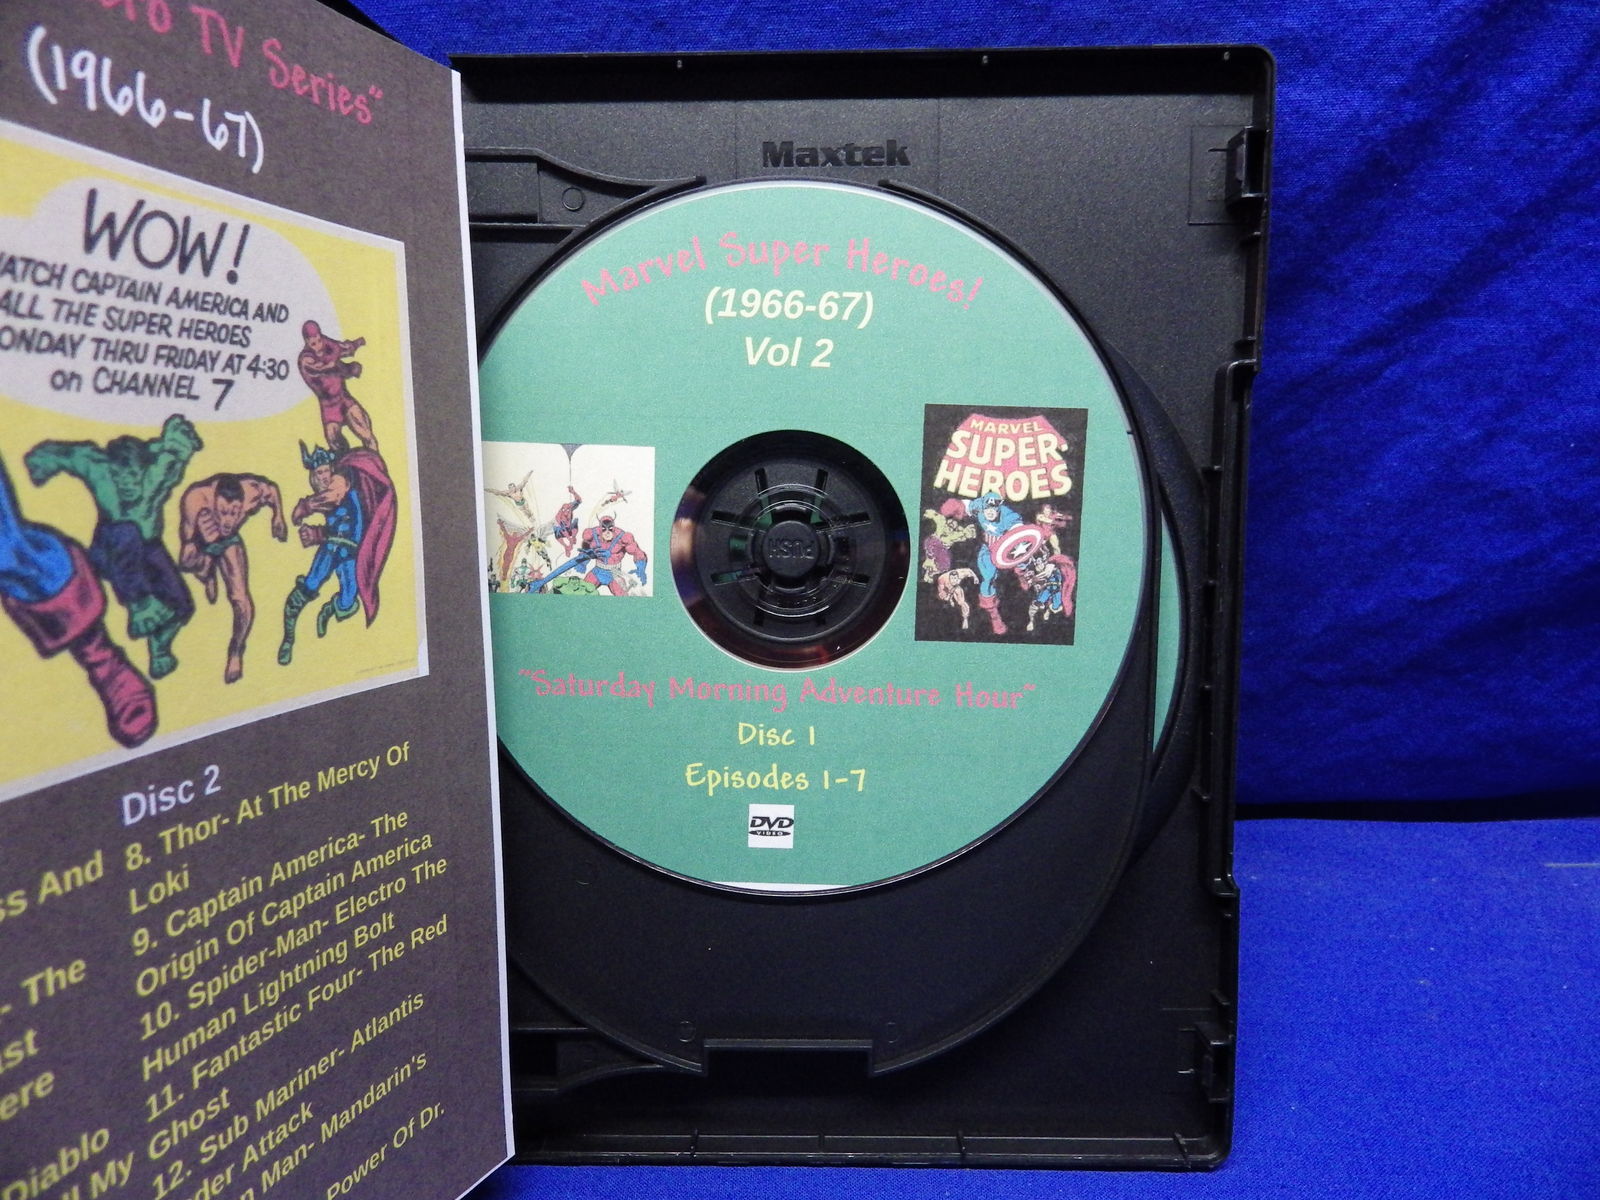 TV Series"
(1966-67)
WOW!
WATCH CAPTAIN AMERICA AND
ALL THE SUPER HEROES
MONDAY THRU FRIDAY AT 4:30
on CHANNEL 7
Disc 2
8. Thor- At The Mercy Of
Loki
9. Captain America- The
Origin Of Captain America
10. Spider-Man- Electro The
Human Lightning Bolt
11. Fantastic Four- The Red
Ghost
12. Sub Mariner- Atlantis
Attack
Man- Mandarin's
Power Of Dr.
And
- The
Diablo
My
Maxtek
Marvel Super Heroes!
(1966-67)
Vol 2
MARVEL
SUPER-
HEROES
PUSH
"Saturday Morning Adventure Hour"
Disc 1
Episodes 1-7
DVD
VIDEO